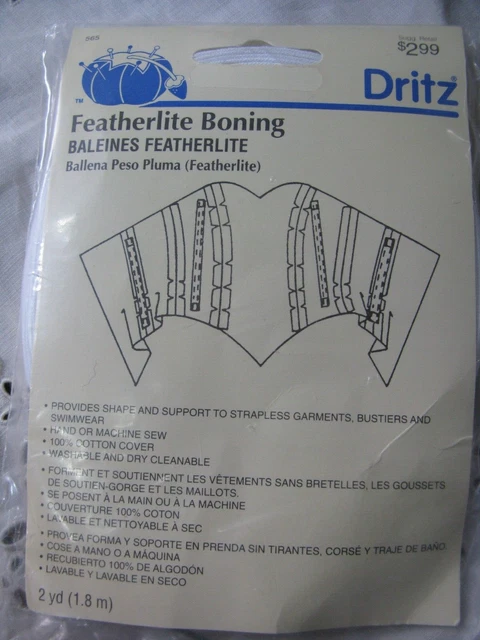 565
Sugg. Retail
$2.99
Dritz®
TM
Featherlite Boning
BALEINES FEATHERLITE
Ballena Peso Pluma (Featherlite)
• PROVIDES SHAPE AND SUPPORT TO STRAPLESS GARMENTS, BUSTIERS AND
SWIMWEAR
• HAND OR MACHINE SEW
• 100% COTTON COVER
• WASHABLE AND DRY CLEANABLE
• FORMENT ET SOUTIENNENT LES VÊTEMENTS SANS BRETELLES, LES GOUSSETS
DE SOUTIEN-GORGE ET LES MAILLOTS.
• SE POSENT À LA MAIN OU À LA MACHINE
• COUVERTURE 100% COTON
• LAVABLE ET NETTOYABLE À SEC
• PROVEA FORMA Y SOPORTE EN PRENDA SIN TIRANTES, CORSÉ Y TRAJE DE BAÑO.
• COSE A MANO O A MÁQUINA
• RECUBIERTO 100% DE ALGODÓN
• LAVABLE Y LAVABLE EN SECO
2 yd (1.8 m)